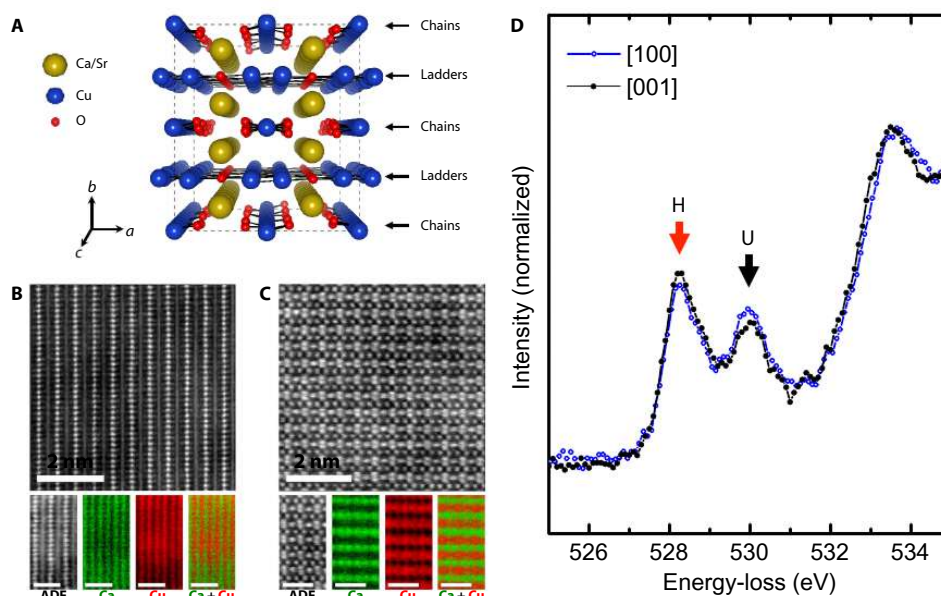 A
Ca/Sr
Cu
O
b
a
c
Chains
Ladders
Chains
Ladders
Chains
B
2 nm
ADF
Ca
Cu
Ca + Cu
C
2 nm
ADF
Ca
Cu
Ca + Cu
D
[100]
[001]
H
U
Intensity (normalized)
526 528 530 532 534
Energy-loss (eV)